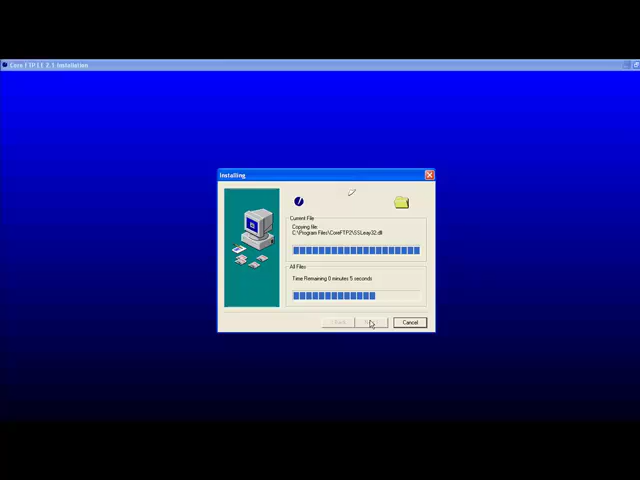 Core FTP LE 2.1 Installation
Installing
Current File
Copying file:
C:\Program Files\CoreFTP2\SSLeay32.dll
All Files
Time Remaining 0 minutes 5 seconds
< Back
Cancel